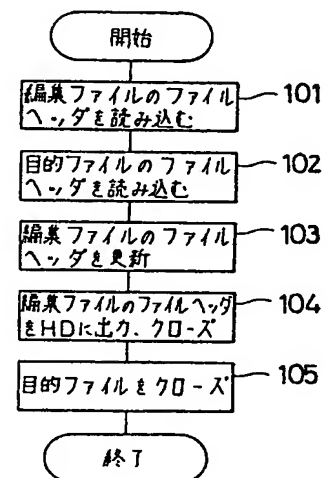 開始
編集ファイルのファイル
ヘッダを読み込む
101
目的ファイルのファイル
ヘッダを読み込む
102
編集ファイルのファイル
ヘッダを更新
103
編集ファイルのファイルヘッダ
をHDに出力、クローズ
104
目的ファイルをクローズ
105
終了